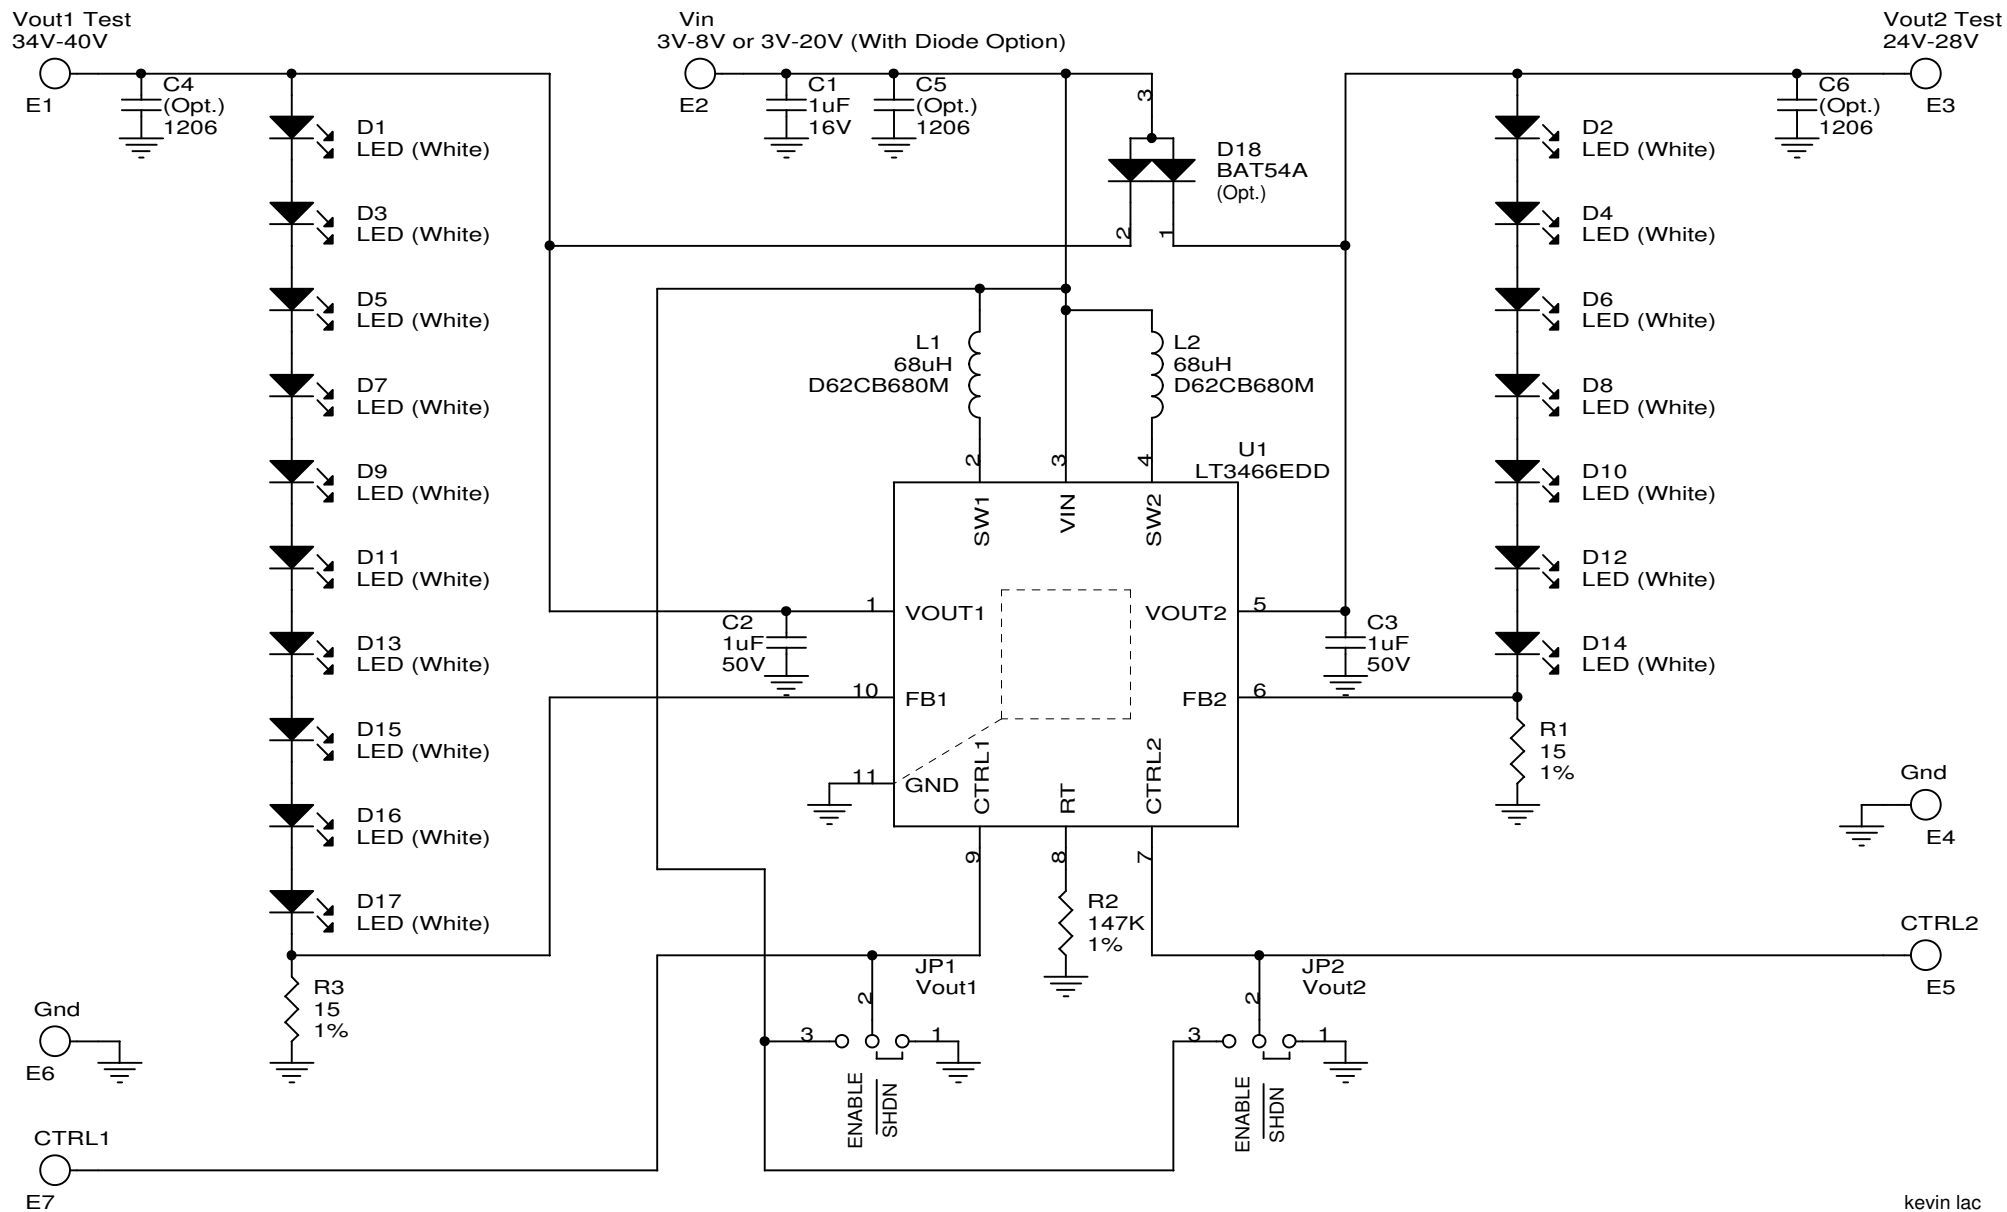 Vout1 Test
34V-40V
E1
C4
(Opt.)
1206
Vin
3V-8V or 3V-20V (With Diode Option)
E2
C1
1uF
16V
C5
(Opt.)
1206
3
D18
BAT54A
(Opt.)
2
1
Vout2 Test
24V-28V
E3
C6
(Opt.)
1206
D1
LED (White)
D3
LED (White)
D5
LED (White)
D7
LED (White)
D9
LED (White)
D11
LED (White)
D13
LED (White)
D15
LED (White)
D16
LED (White)
D17
LED (White)
R3
15
1%
D2
LED (White)
D4
LED (White)
D6
LED (White)
D8
LED (White)
D10
LED (White)
D12
LED (White)
D14
LED (White)
R1
15
1%
L1
68uH
D62CB680M
L2
68uH
D62CB680M
U1
LT3466EDD
2
3
4
SW1
VIN
SW2
1
VOUT1
VOUT2
5
C2
1uF
50V
C3
1uF
50V
10
FB1
FB2
6
11
GND
CTRL1
RT
CTRL2
9
8
7
R2
147K
1%
JP1
Vout1
2
3
1
ENABLE
SHDN
JP2
Vout2
2
3
1
ENABLE
SHDN
Gnd
E4
CTRL2
E5
Gnd
E6
CTRL1
E7
kevin lac